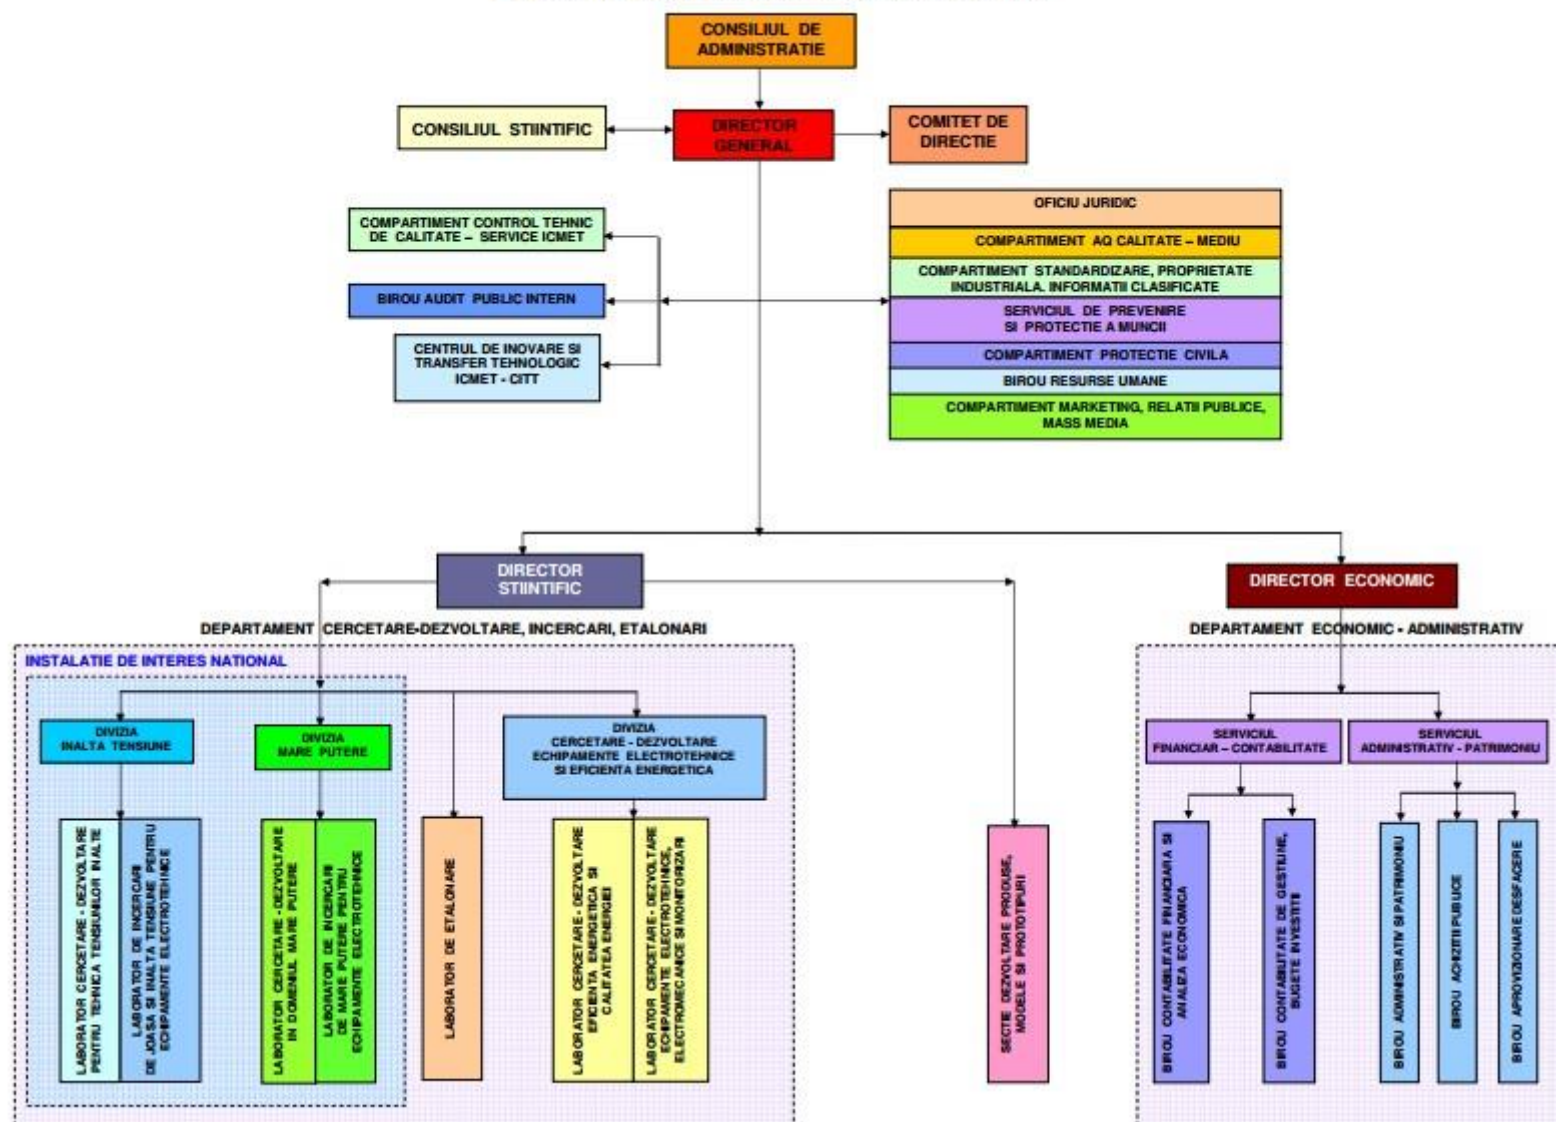 CONSILIUL DE
ADMINISTRATIE
CONSILIUL STIINTIFIC
DIRECTOR
GENERAL
COMITET DE
DIRECTIE
COMPARTIMENT CONTROL TEHNIC
DE CALITATE – SERVICE ICMET
BIROU AUDIT PUBLIC INTERN
CENTRUL DE INOVARE SI
TRANSFER TEHNOLOGIC
ICMET - CITT
OFICIU JURIDIC
COMPARTIMENT AQ CALITATE – MEDIU
COMPARTIMENT STANDARDIZARE, PROPRIETATE
INDUSTRIALA. INFORMATII CLASIFICATE
SERVICIUL DE PREVENIRE
SI PROTECTIE A MUNCII
COMPARTIMENT PROTECTIE CIVILA
BIROU RESURSE UMANE
COMPARTIMENT MARKETING, RELATII PUBLICE,
MASS MEDIA
DIRECTOR
STIINTIFIC
DIRECTOR ECONOMIC
DEPARTAMENT CERCETARE-DEZVOLTARE, INCERCARI, ETALONARI
DEPARTAMENT ECONOMIC - ADMINISTRATIV
INSTALATIE DE INTERES NATIONAL
DIVIZIA
INALTA TENSIUNE
DIVIZIA
MARE PUTERE
DIVIZIA
CERCETARE - DEZVOLTARE
ECHIPAMENTE ELECTROTEHNICE
SI EFICIENTA ENERGETICA
SERVICIUL
FINANCIAR – CONTABILITATE
SERVICIUL
ADMINISTRATIV - PATRIMONIU
LABORATOR CERCETARE - DEZVOLTARE
PENTRU TEHNICA TENSIUNILOR INALTE
LABORATOR DE INCERCARI
DE JOASA SI INALTA TENSIUNE PENTRU
ECHIPAMENTE ELECTROTEHNICE
LABORATOR CERCETARE - DEZVOLTARE
IN DOMENIUL MARE PUTERE
LABORATOR DE INCERCARI
DE MARE PUTERE PENTRU
ECHIPAMENTE ELECTROTEHNICE
LABORATOR DE ETALONARE
LABORATOR CERCETARE - DEZVOLTARE
EFICIENTA ENERGETICA SI
CALITATEA ENERGIEI
LABORATOR CERCETARE - DEZVOLTARE
ECHIPAMENTE ELECTROTEHNICE,
ELECTROMECANICE SI MONITORIZARI
SECTIE DEZVOLTARE PRODUSE,
MODELE SI PROTOTIPURI
BIROU CONTABILITATE FINANCIARA SI
ANALIZA ECONOMICA
BIROU CONTABILITATE DE GESTIUNE,
BUGETE INVESTITII
BIROU ADMINISTRATIV SI PATRIMONIU
BIROU ACHIZITII PUBLICE
BIROU APROVIZIONARE DESFACERE